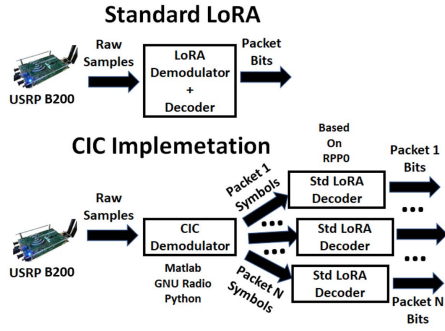 Standard LoRA
Raw
Samples
LoRA
Demodulator
+
Decoder
Packet
Bits
USRP B200
CIC Implemetation
Raw
Samples
USRP B200
CIC
Demodulator
Matlab
GNU Radio
Python
Packet 1
Symbols
...
Packet N
Symbols
Based
On
RPP0
Std LoRA
Decoder
Std LoRA
Decoder
...
Std LoRA
Decoder
Packet 1
Bits
...
...
Packet N
Bits